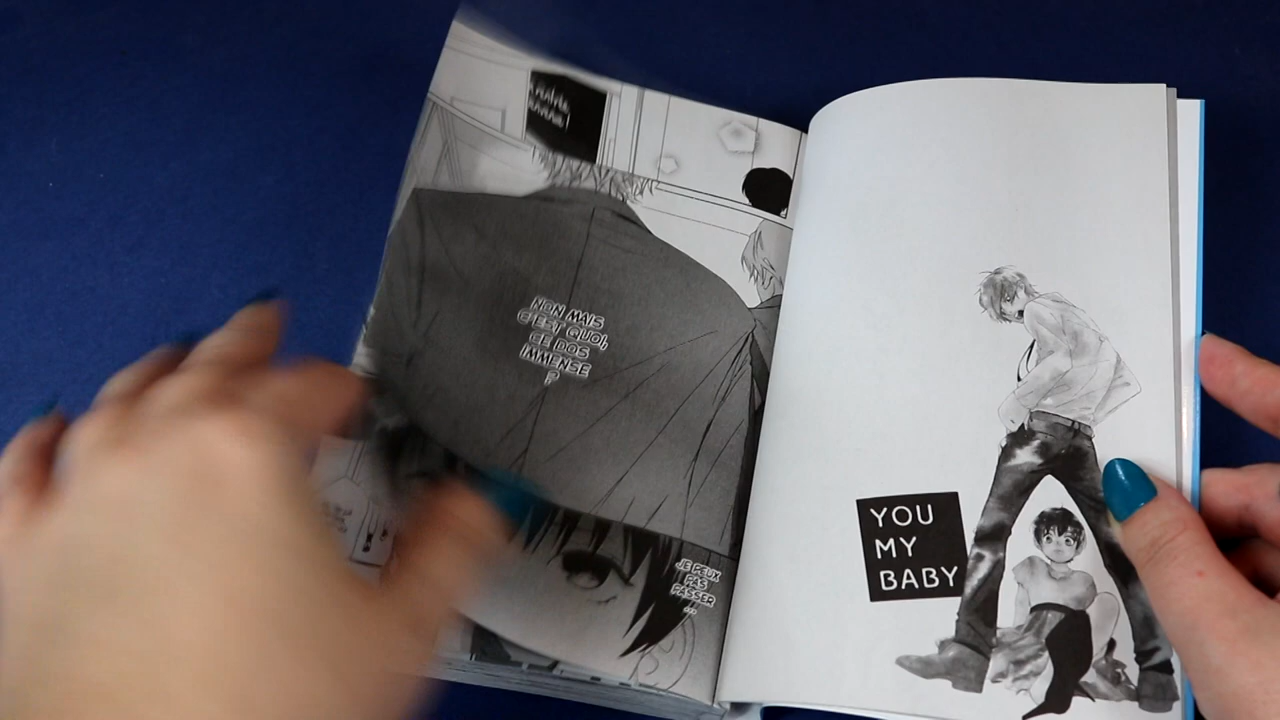 NON MAIS
C'EST QUOI,
CE DOS
IMMENSE
?
JE PEUX
PAS
PASSER
...
YOU
MY
BABY